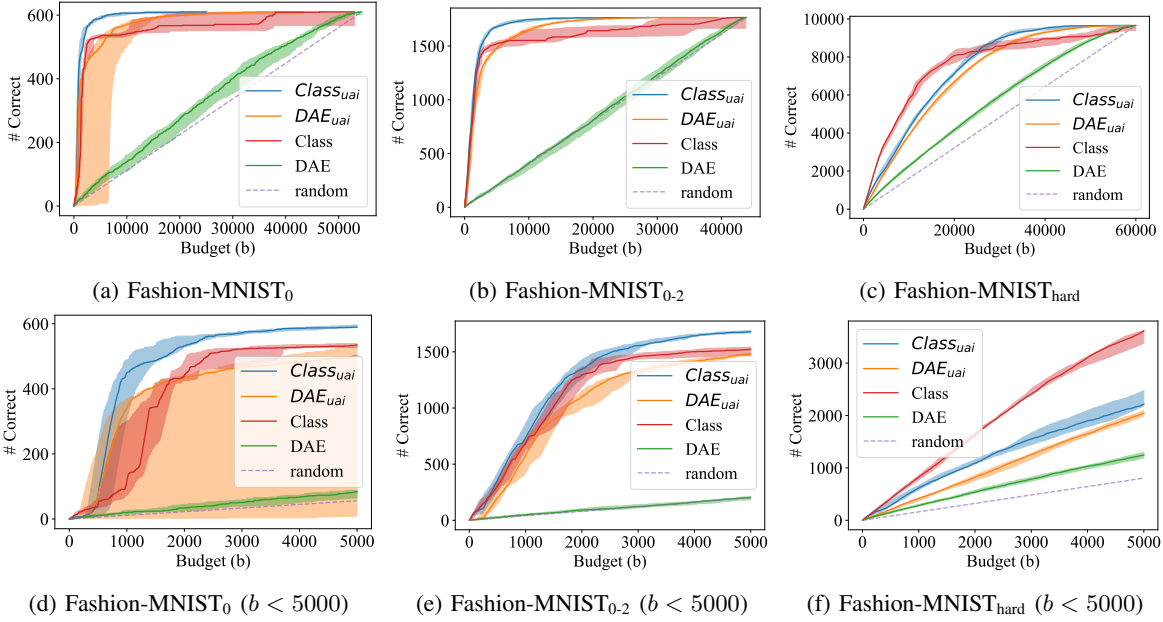 600
400
200
0
# Correct
Class_uai
DAE_uai
Class
DAE
random
0 10000 20000 30000 40000 50000
Budget (b)
(a) Fashion-MNIST_0
1500
1000
500
0
# Correct
Class_uai
DAE_uai
Class
DAE
random
0 10000 20000 30000 40000
Budget (b)
(b) Fashion-MNIST_0-2
10000
8000
6000
4000
2000
0
# Correct
Class_uai
DAE_uai
Class
DAE
random
0 20000 40000 60000
Budget (b)
(c) Fashion-MNIST_hard
600
400
200
0
# Correct
Class_uai
DAE_uai
Class
DAE
random
0 1000 2000 3000 4000 5000
Budget (b)
(d) Fashion-MNIST_0 (b < 5000)
1500
1000
500
0
# Correct
Class_uai
DAE_uai
Class
DAE
random
0 1000 2000 3000 4000 5000
Budget (b)
(e) Fashion-MNIST_0-2 (b < 5000)
3000
2000
1000
0
# Correct
Class_uai
DAE_uai
Class
DAE
random
0 1000 2000 3000 4000 5000
Budget (b)
(f) Fashion-MNIST_hard (b < 5000)